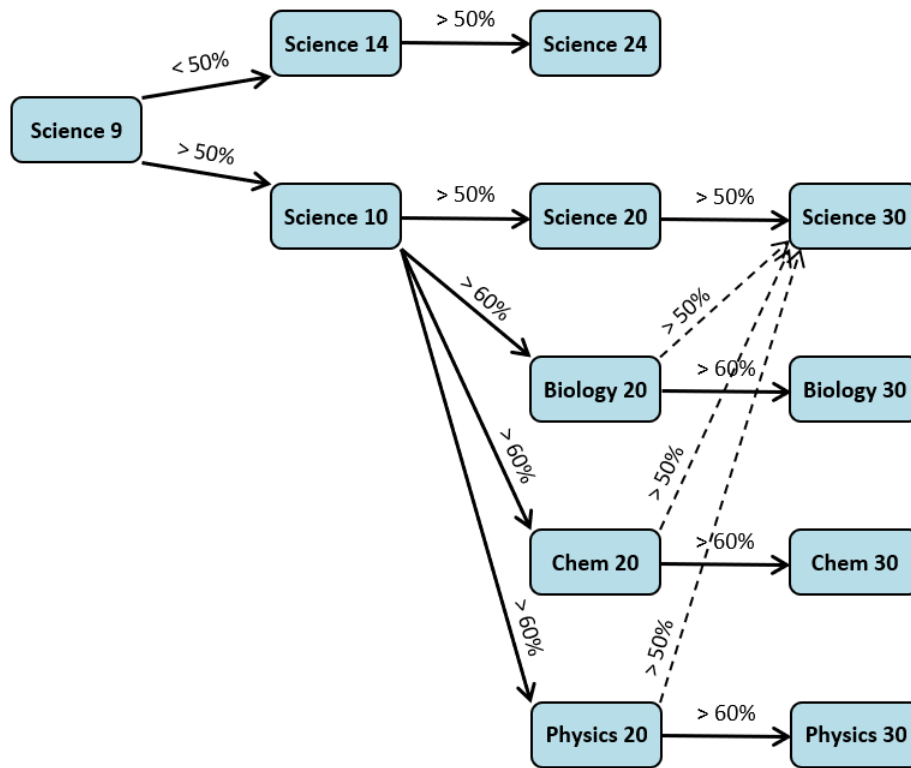 > 50%
Science 14
Science 24
< 50%
Science 9
> 50%
> 50%
> 50%
Science 10
Science 20
Science 30
> 60%
> 50%
> 60%
Biology 20
Biology 30
> 60%
> 50%
> 60%
Chem 20
Chem 30
> 60%
> 50%
> 60%
Physics 20
Physics 30